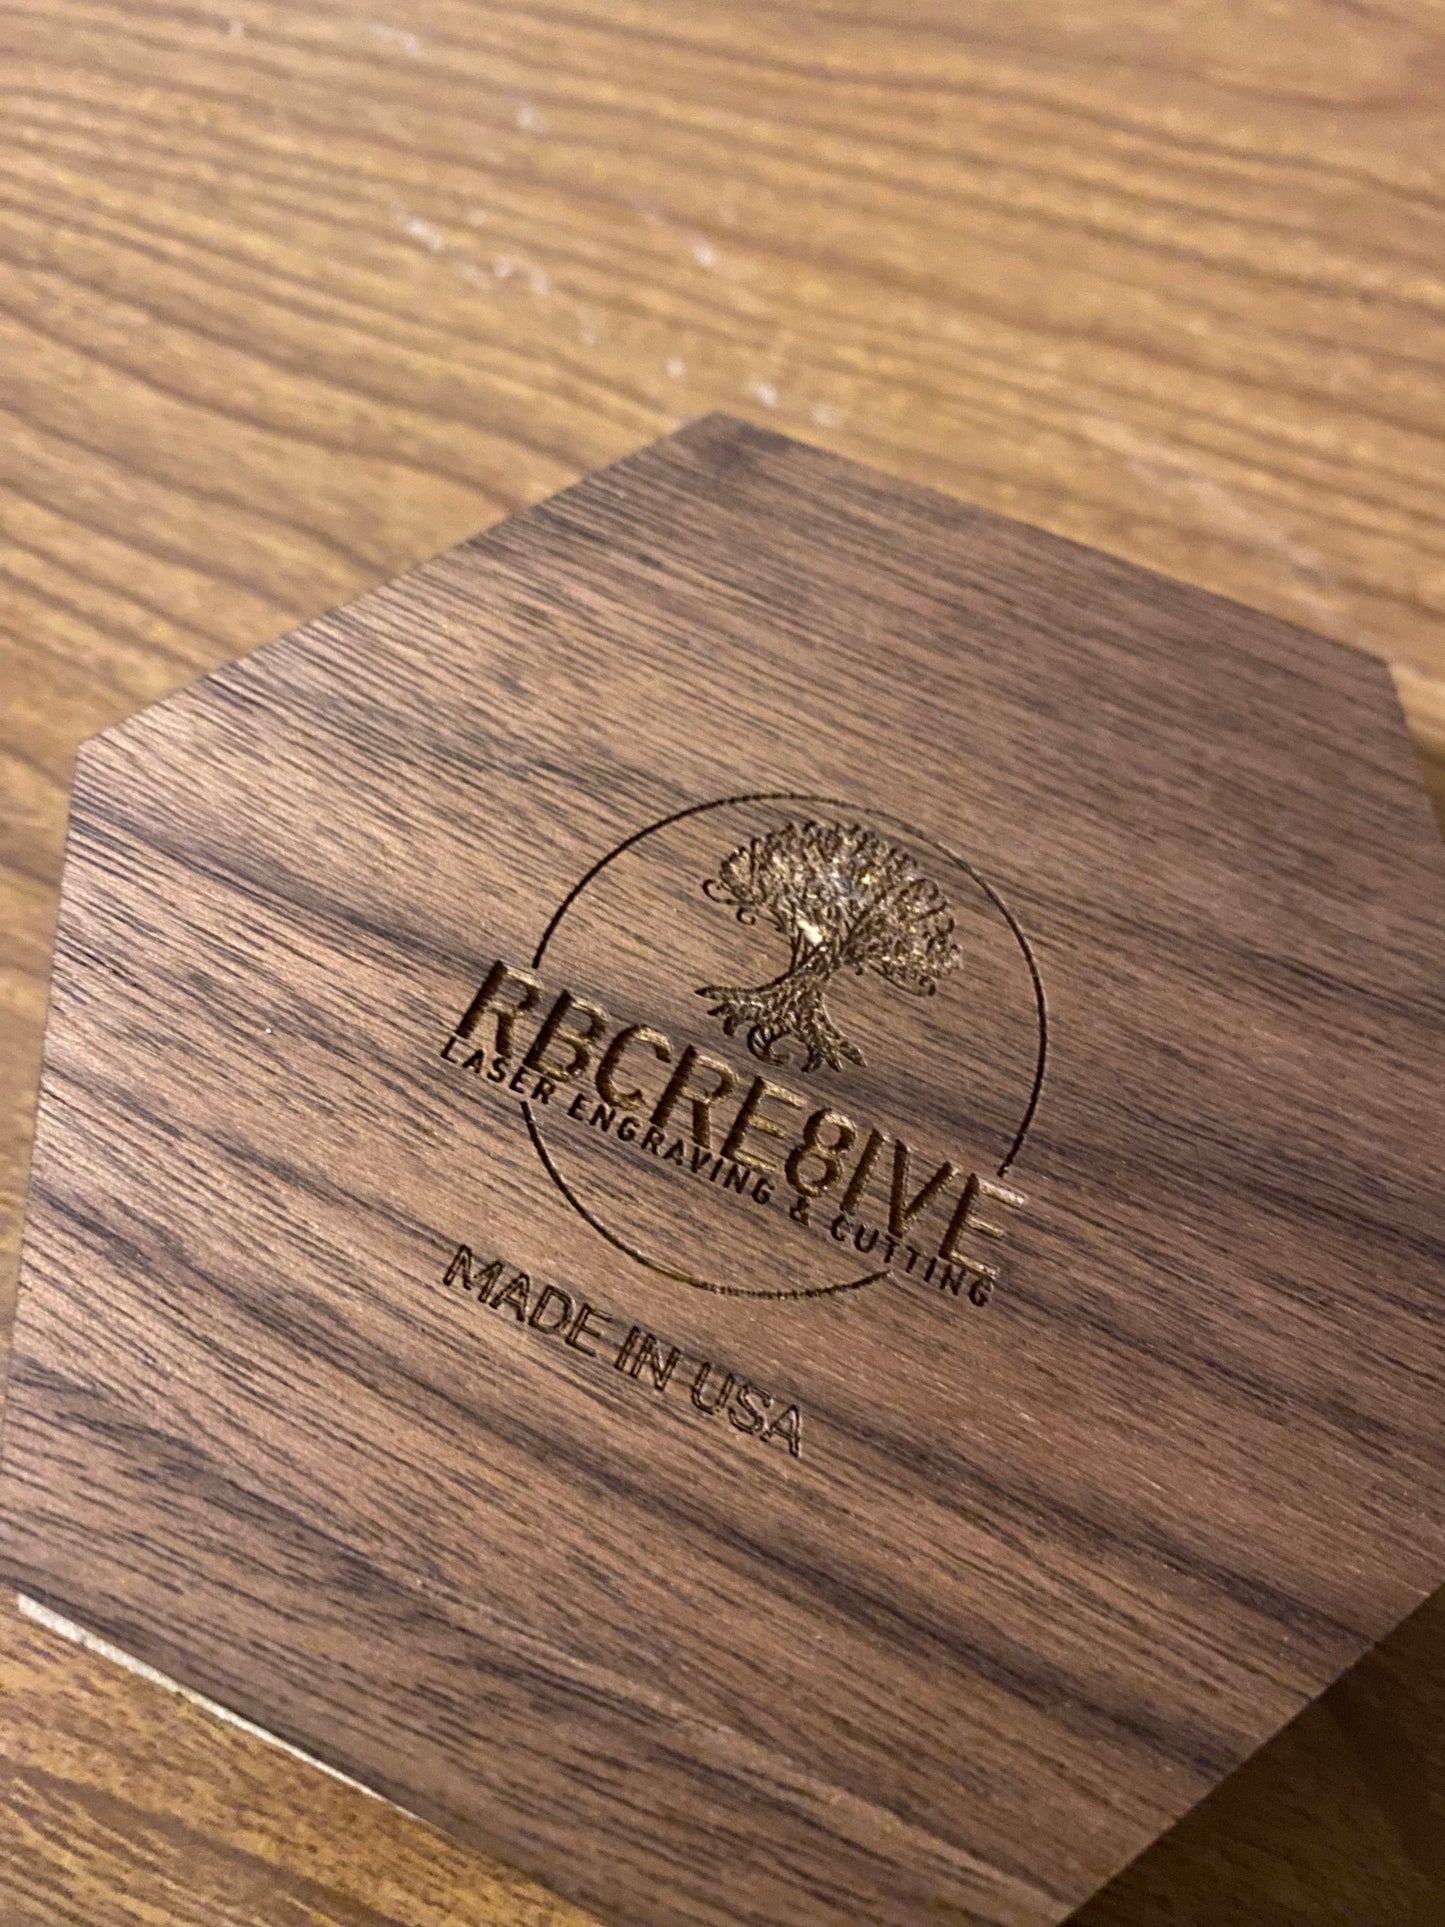 RBCRE8IVE
LASER ENGRAVING & CUTTING
MADE IN USA